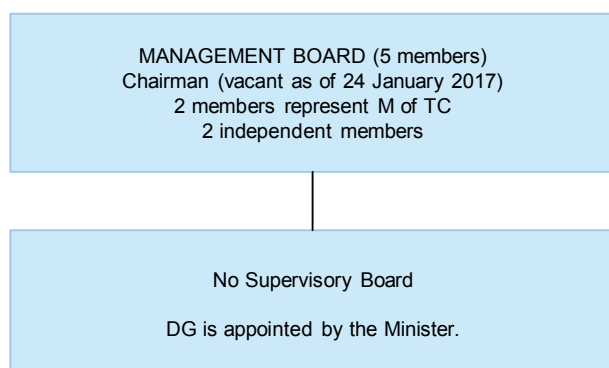 MANAGEMENT BOARD (5 members)
Chairman (vacant as of 24 January 2017)
2 members represent M of TC
2 independent members
No Supervisory Board
DG is appointed by the Minister.